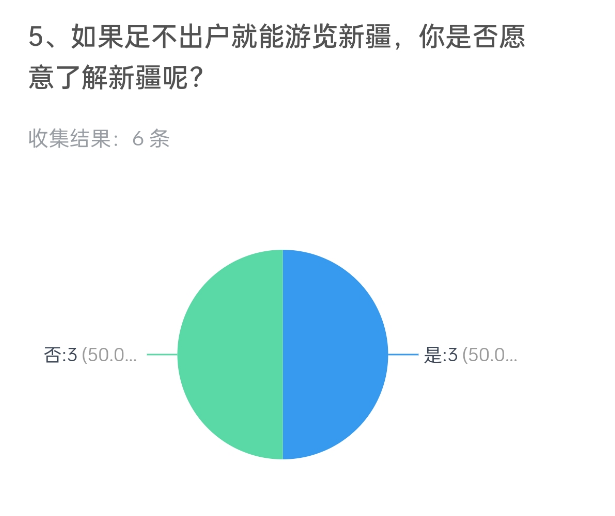 5、如果足不出户就能游览新疆，你是否愿
意了解新疆呢？
收集结果：6 条
否:3 (50.0...
是:3 (50.0...